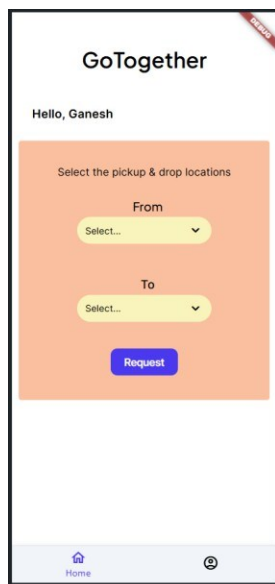 DEBUG
GoTogether
Hello, Ganesh
Select the pickup & drop locations
From
Select...
To
Select...
Request
Home